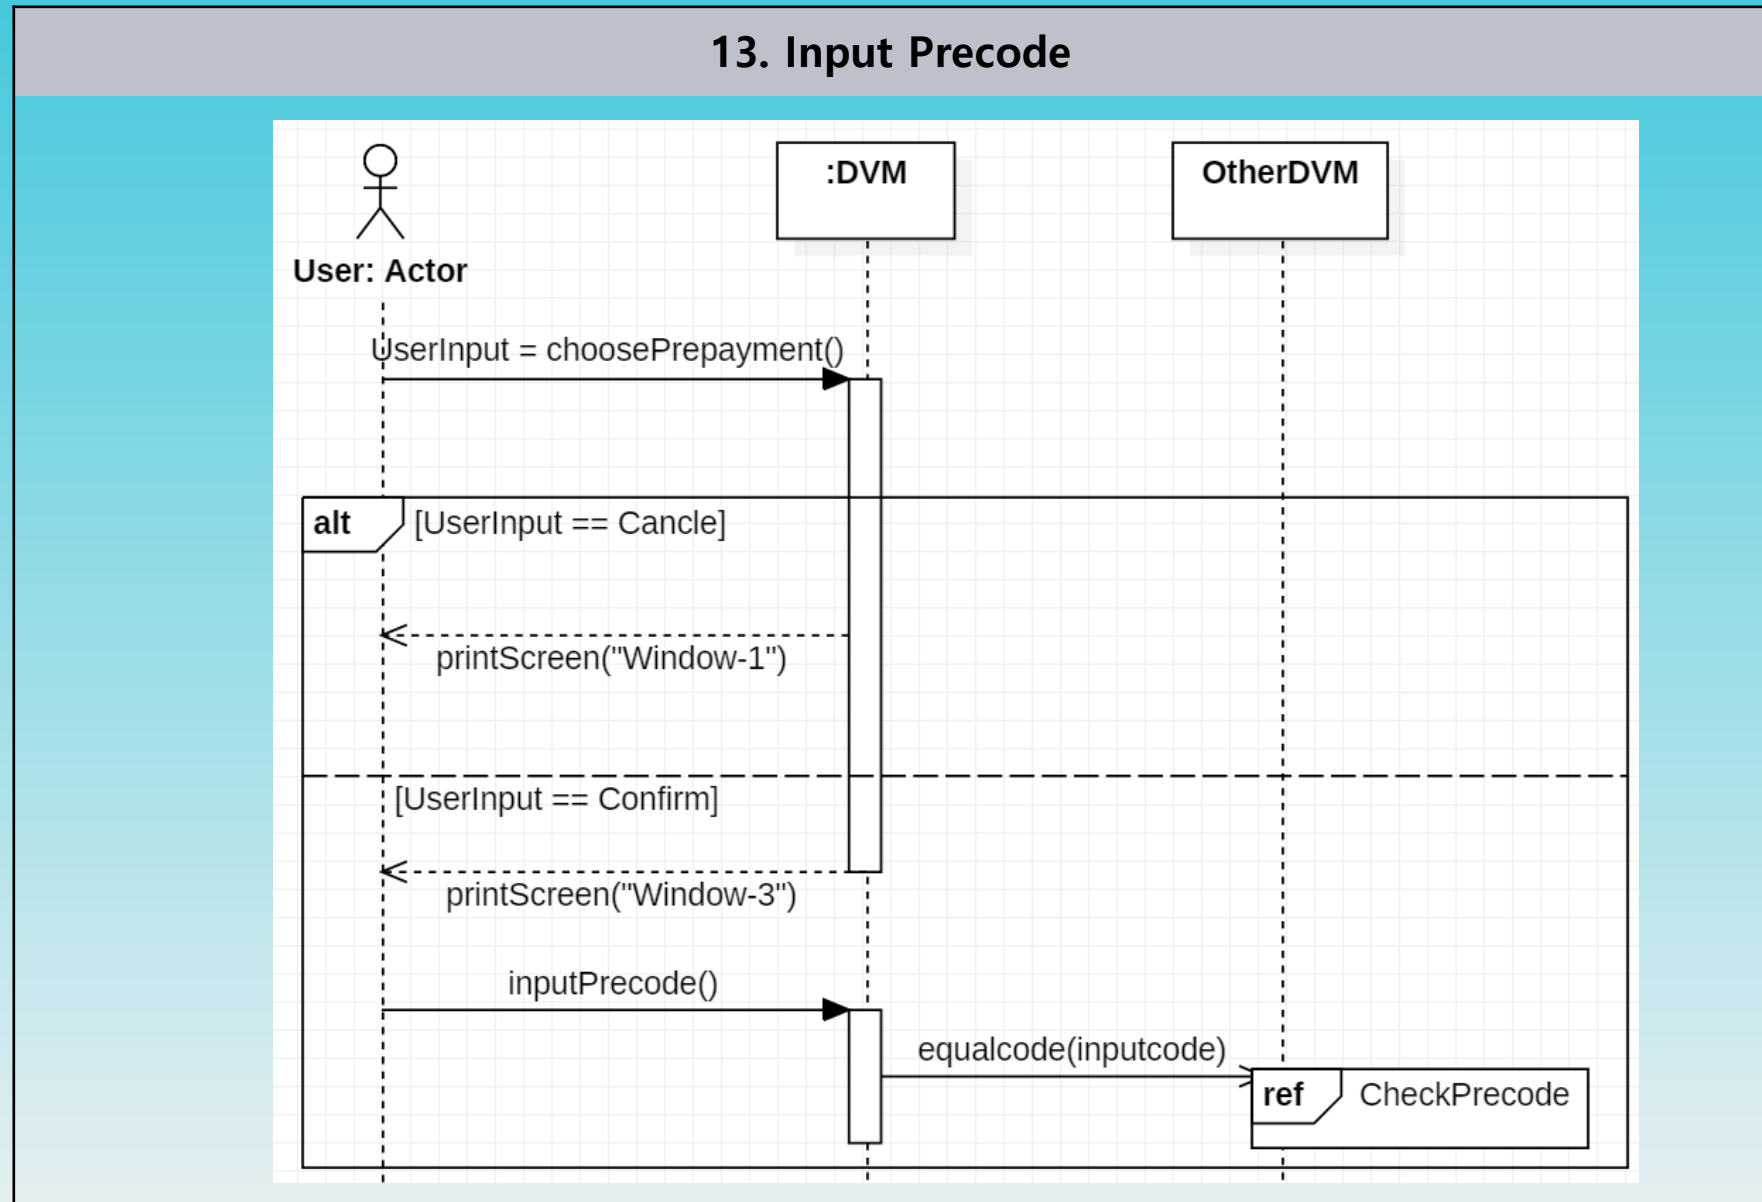 13. Input Precode
:DVM
OtherDVM
User: Actor
UserInput = choosePrepayment()
alt
[UserInput == Cancle]
printScreen("Window-1")
[UserInput == Confirm]
printScreen("Window-3")
inputPrecode()
equalcode(inputcode)
ref
CheckPrecode